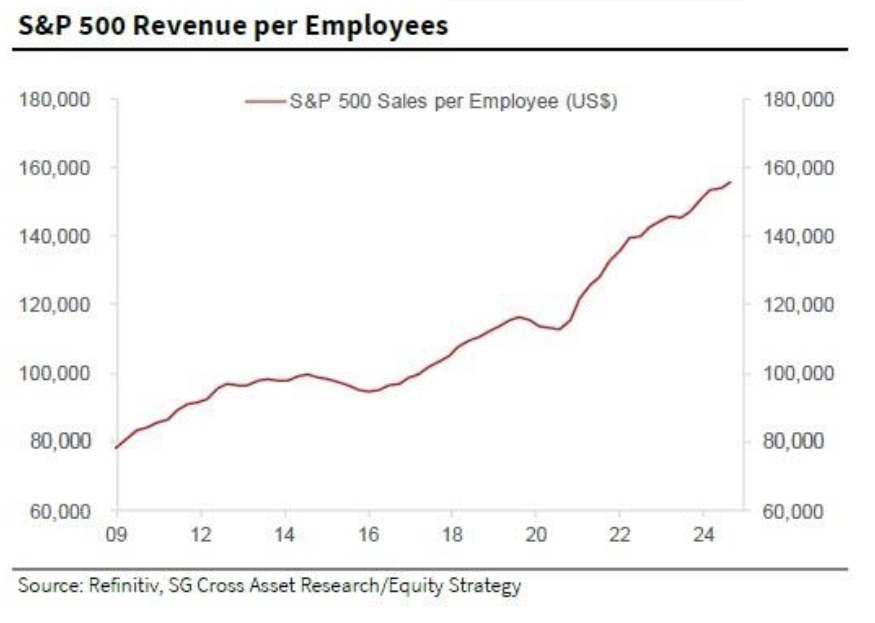 S&P 500 Revenue per Employees
S&P 500 Sales per Employee (US$)
180,000 180,000
160,000 160,000
140,000 140,000
120,000 120,000
100,000 100,000
80,000 80,000
60,000 60,000
09 12 14 16 18 20 22 24
Source: Refinitiv, SG Cross Asset Research/Equity Strategy